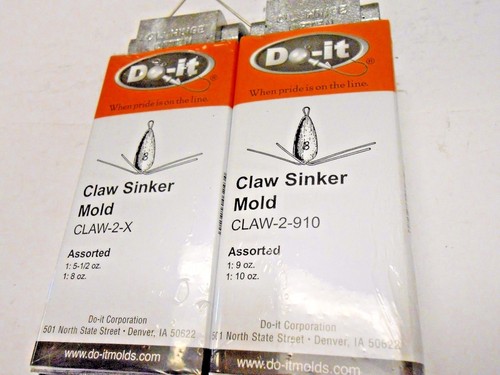 Do-it
®
When pride is on the line.
8
Claw Sinker
Mold
CLAW-2-X
Assorted
1: 5-1/2 oz.
1: 8 oz.
Do-it Corporation
501 North State Street • Denver, IA 50622
www.do-itmolds.com
Do-it
®
When pride is on the line.
8
Claw Sinker
Mold
CLAW-2-910
Assorted
1: 9 oz.
1: 10 oz.
Do-it Corporation
501 North State Street • Denver, IA 50622
www.do-itmolds.com